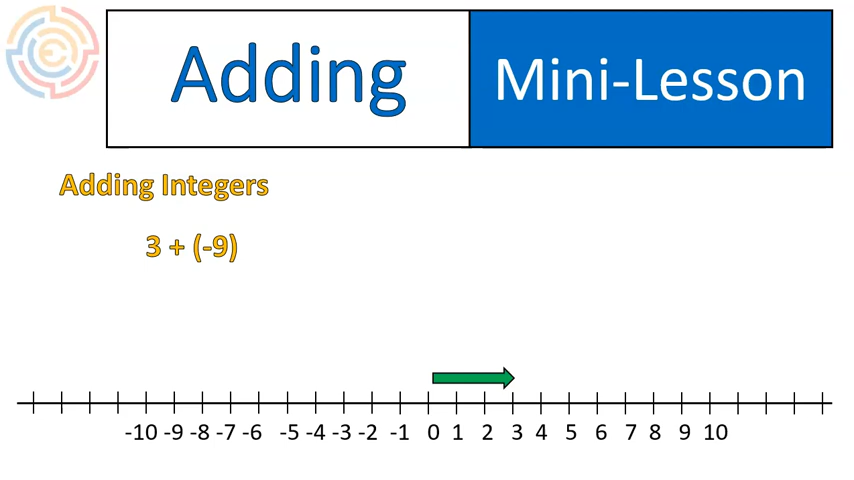 Adding Mini-Lesson
Adding Integers
3 + (-9)
-10 -9 -8 -7 -6 -5 -4 -3 -2 -1 0 1 2 3 4 5 6 7 8 9 10